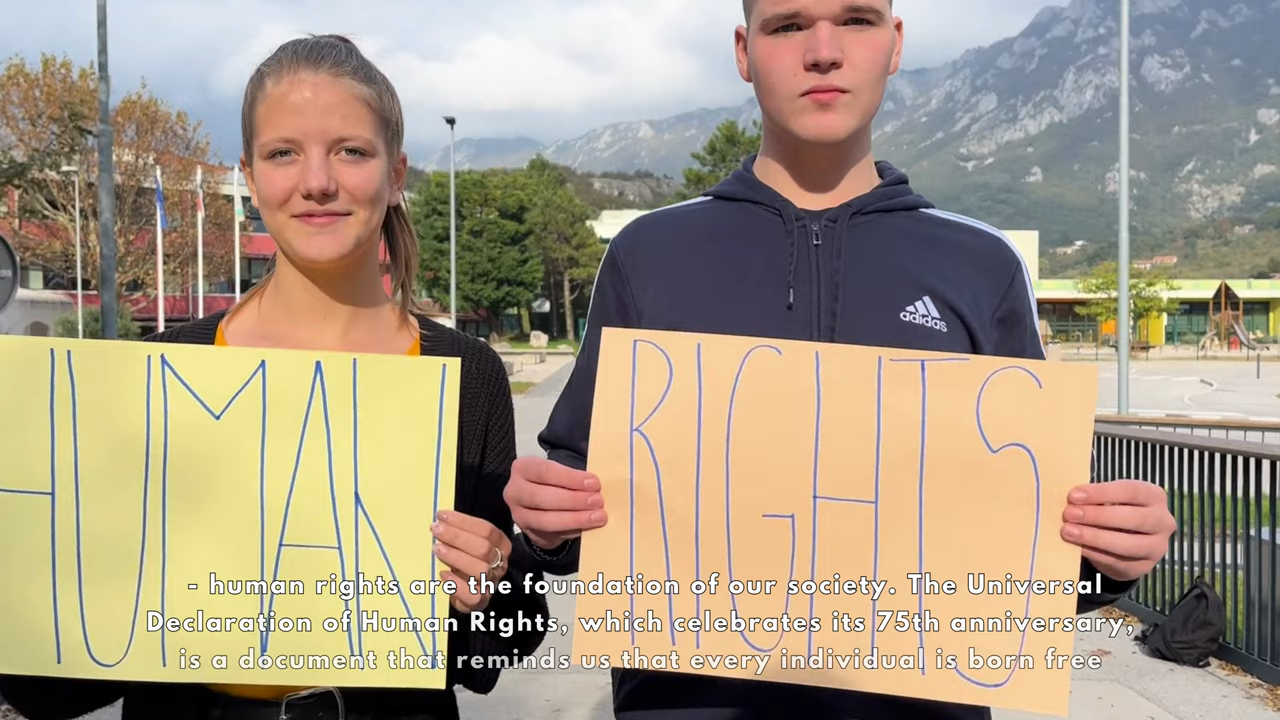 HUMAN
RIGHTS
adidas
- human rights are the foundation of our society. The Universal
Declaration of Human Rights, which celebrates its 75th anniversary,
is a document that reminds us that every individual is born free